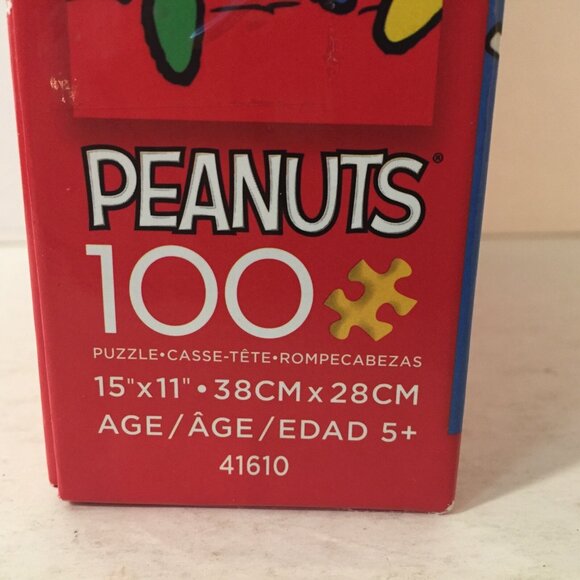 PEANUTS®
100
PUZZLE•CASSE-TÊTE•ROMPECABEZAS
15"x11" • 38CM x 28CM
AGE/ÂGE/EDAD 5+
41610